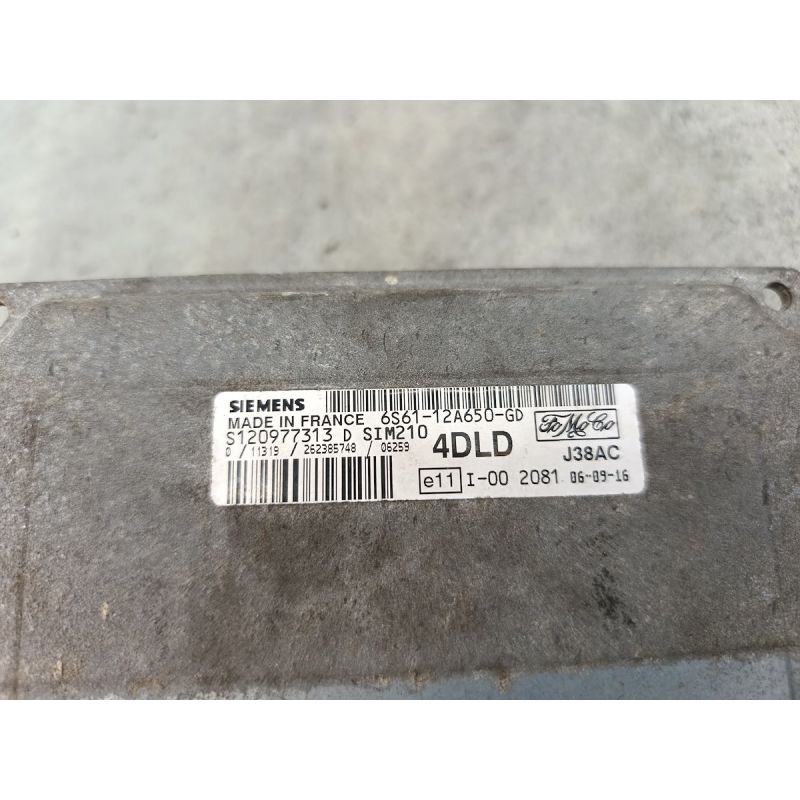 SIEMENS
MADE IN FRANCE 6S61-12A650-GD
S120977313 D SIM210
0 / 11319 / 262385748 / 06259
4DLD
FoMoCo
J38AC
e11 I-00 2081 06-09-16